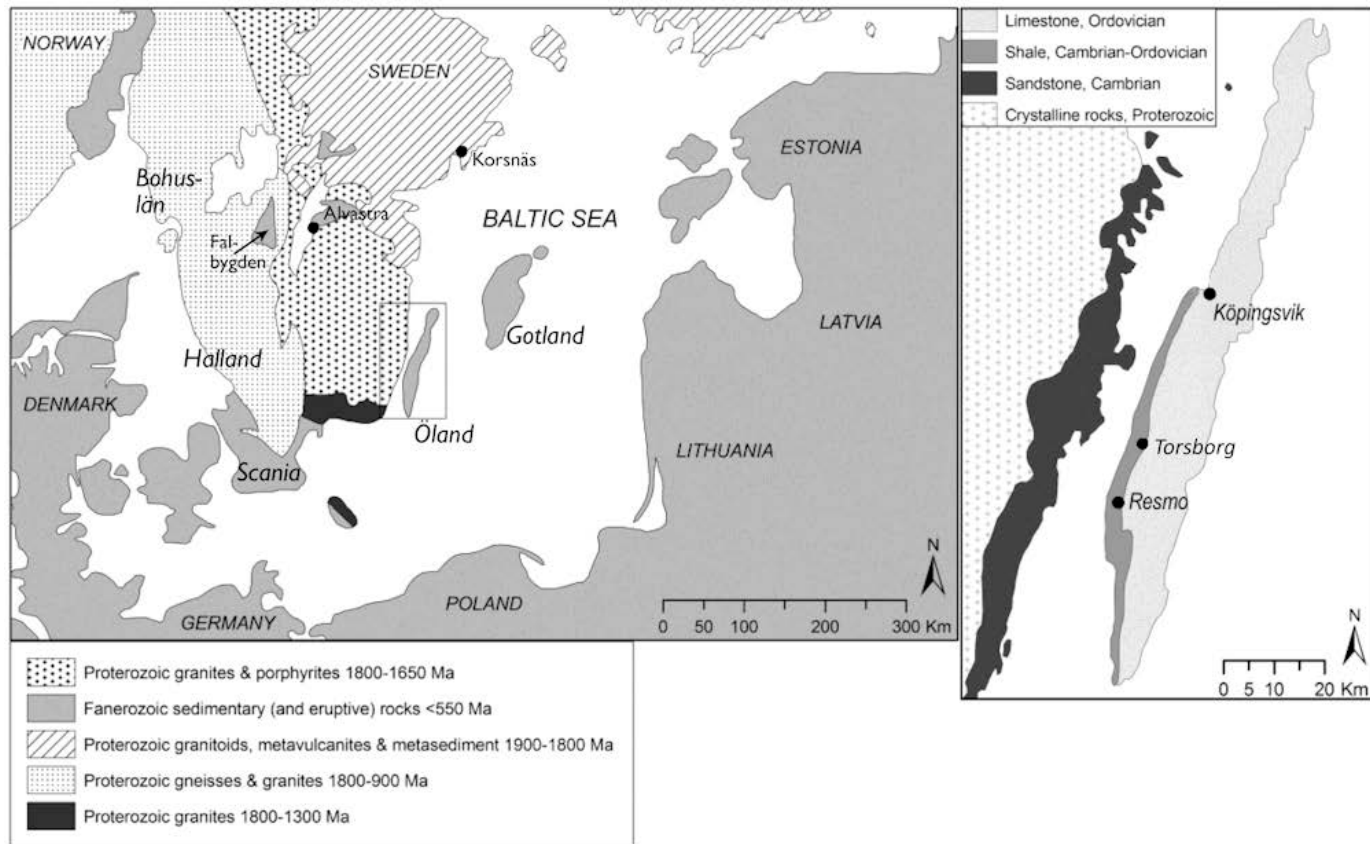 NORWAY
SWEDEN
Korsnäs
ESTONIA
Bohus-
län
BALTIC SEA
Alvastra
Fal-
bygden
Gotland
LATVIA
Halland
DENMARK
Öland
LITHUANIA
Scania
N
POLAND
GERMANY
0 50 100 200 300 Km
Proterozoic granites & porphyrites 1800-1650 Ma
Fanerozoic sedimentary (and eruptive) rocks <550 Ma
Proterozoic granitoids, metavulcanites & metasediment 1900-1800 Ma
Proterozoic gneisses & granites 1800-900 Ma
Proterozoic granites 1800-1300 Ma
Limestone, Ordovician
Shale, Cambrian-Ordovician
Sandstone, Cambrian
Crystalline rocks, Proterozoic
Köpingsvik
Torsborg
Resmo
N
0 5 10 20
Km